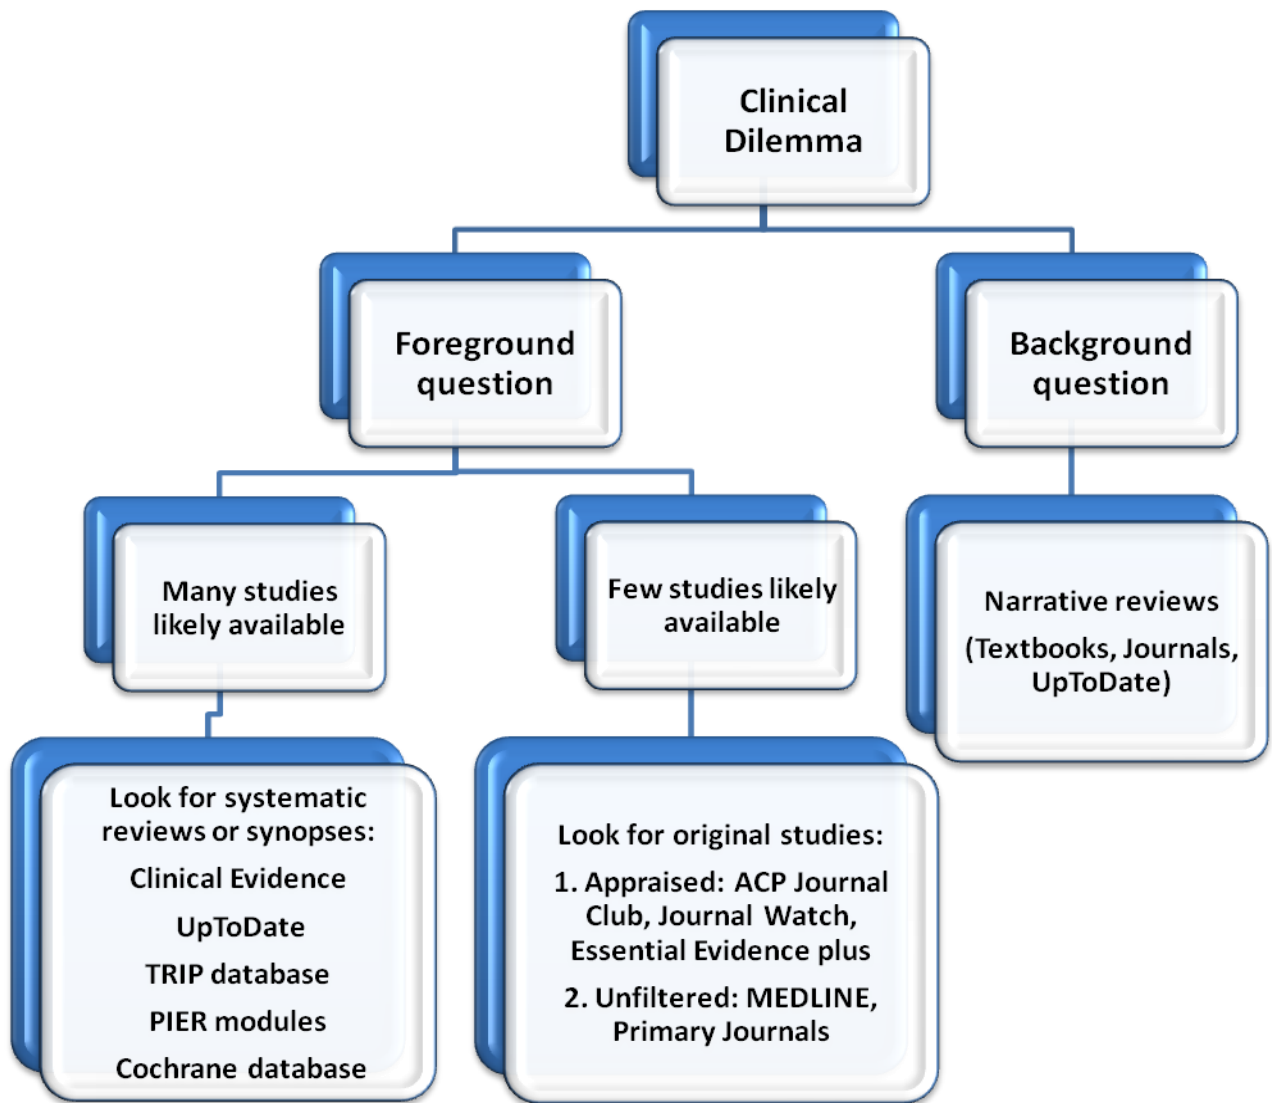 Clinical
Dilemma
Foreground
question
Background
question
Many studies
likely available
Few studies likely
available
Narrative reviews
(Textbooks, Journals,
UpToDate)
Look for systematic
reviews or synopses:
Clinical Evidence
UpToDate
TRIP database
PIER modules
Cochrane database
Look for original studies:
1. Appraised: ACP Journal
Club, Journal Watch,
Essential Evidence plus
2. Unfiltered: MEDLINE,
Primary Journals